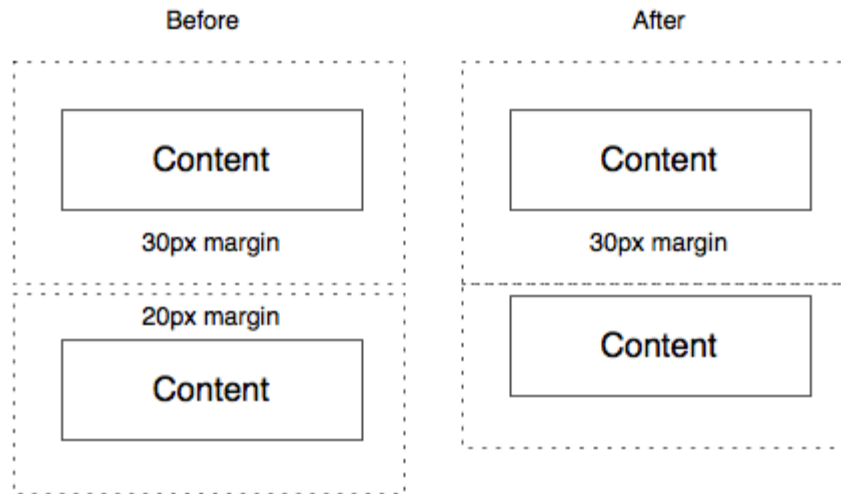 Before
Content
30px margin
20px margin
Content
After
Content
30px margin
Content